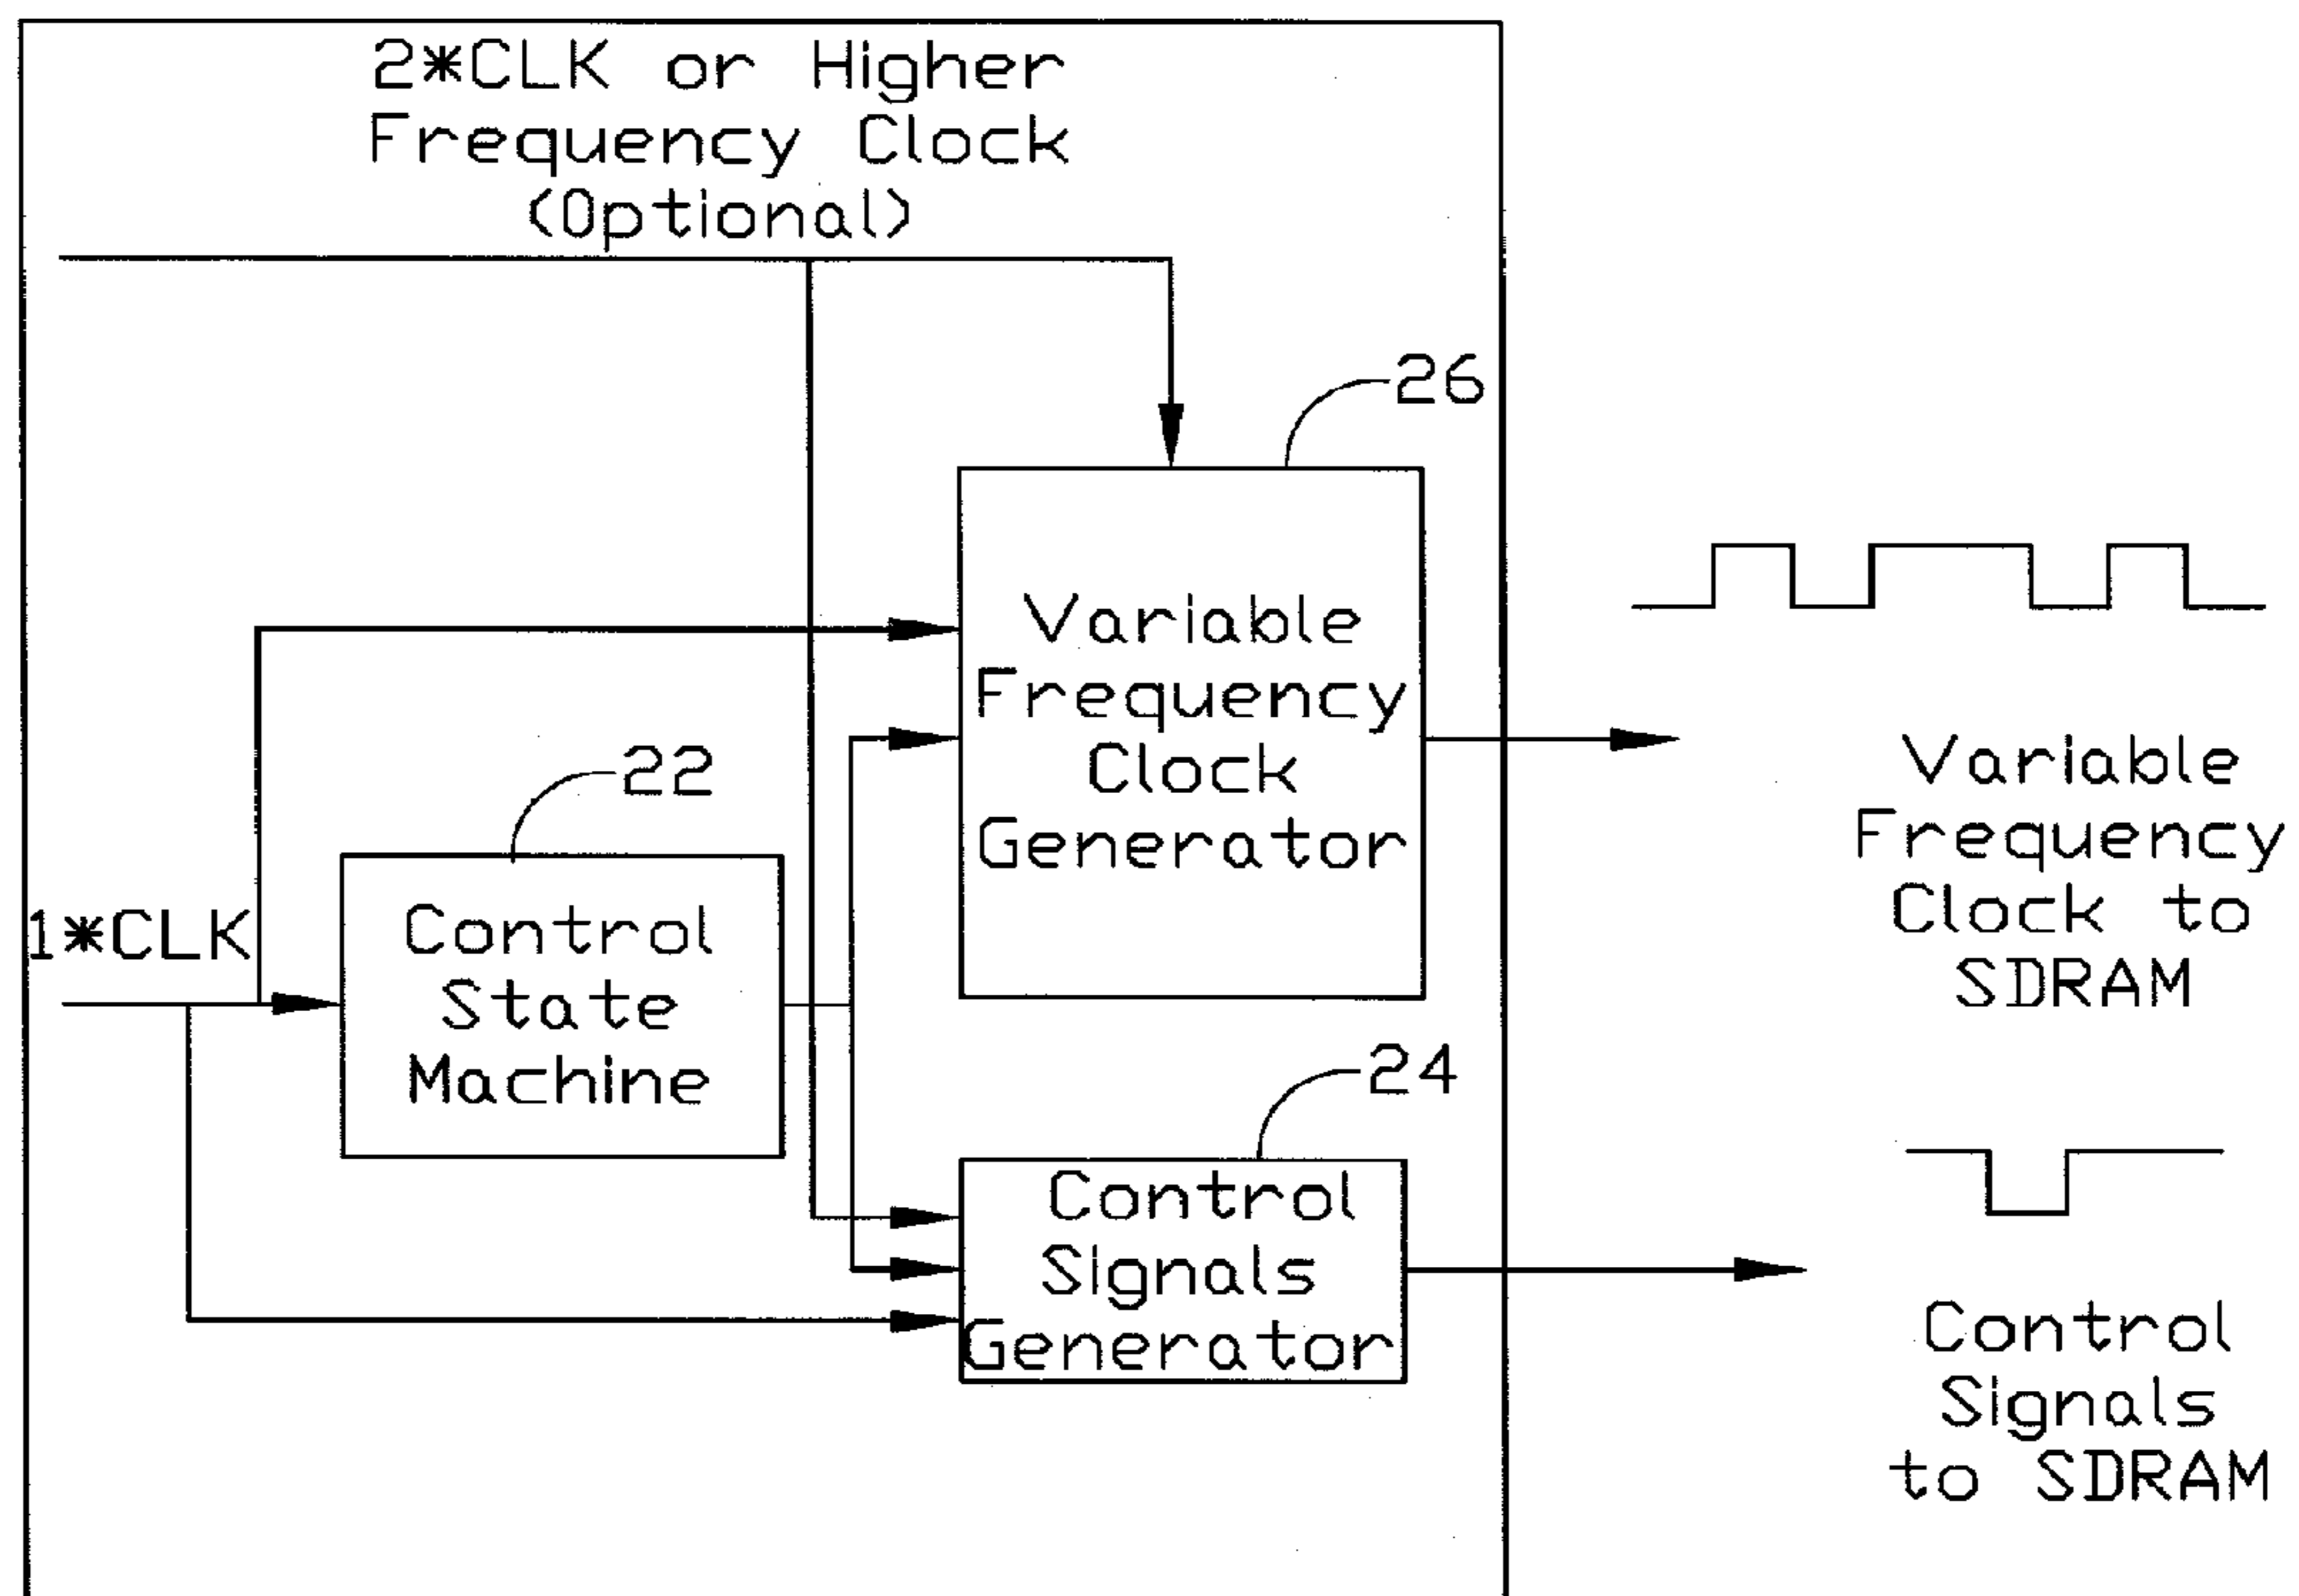 2*CLK or Higher
Frequency Clock
(Optional)
26
Variable
Frequency
Clock
Generator
22
1*CLK
Control
State
Machine
Variable
Frequency
Clock to
SDRAM
24
Control
Signals
Generator
Control
Signals
to SDRAM